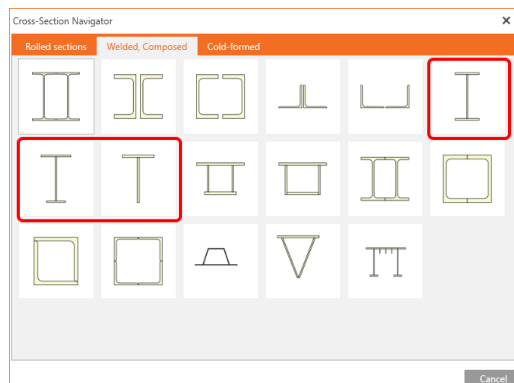 Cross-Section Navigator
Rolled sections Welded, Composed Cold-formed
Cancel